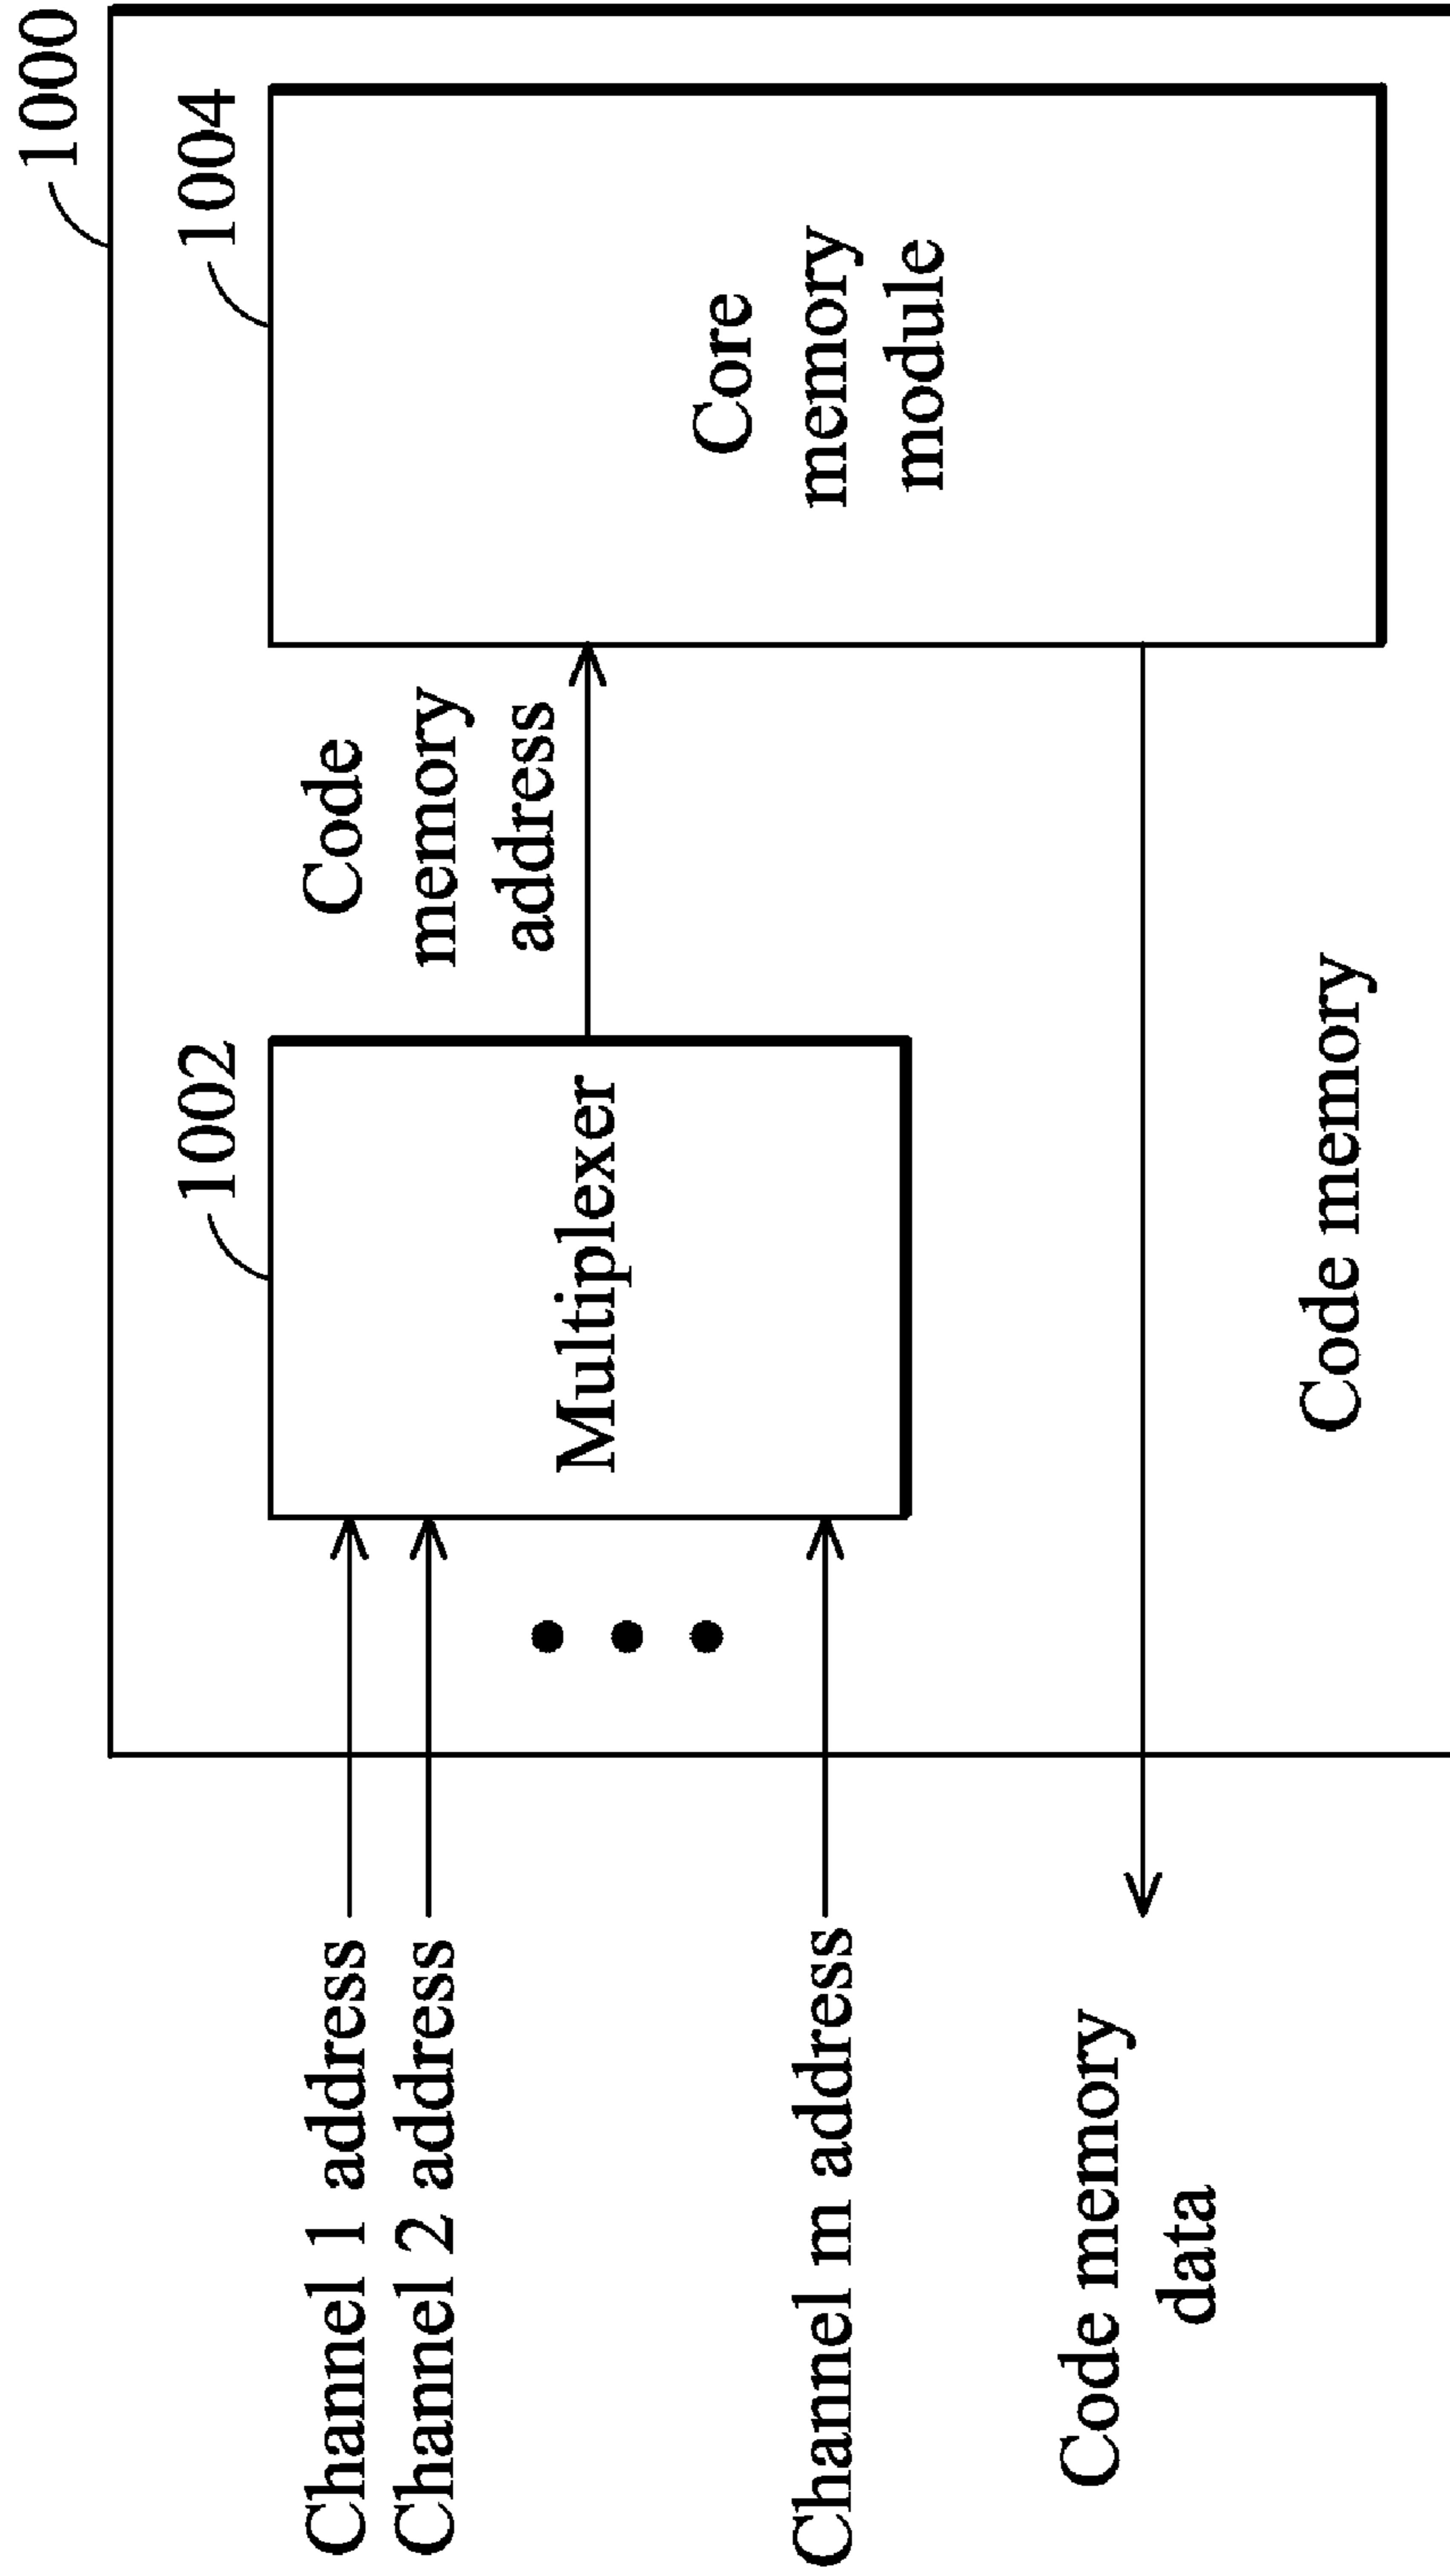 1000
1002
1004
Channel 1 address
Channel 2 address
Channel m address
Multiplexer
Code
memory
address
Core
memory
module
Code memory
data
Code memory